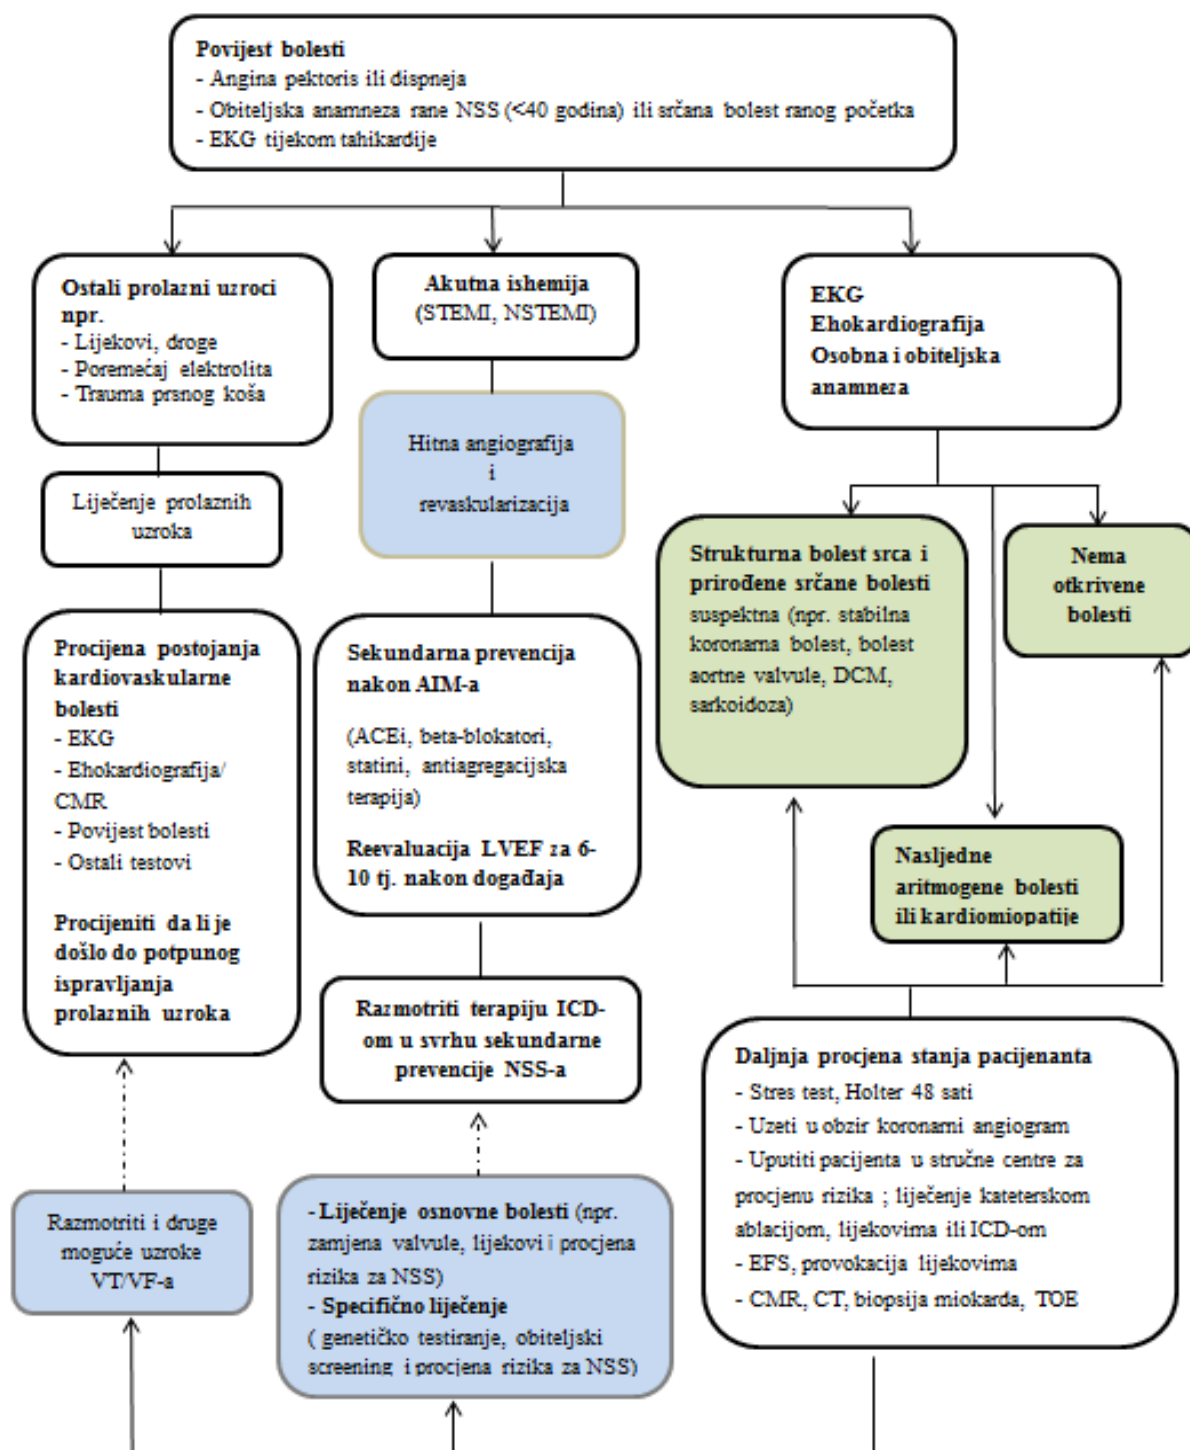 Povijest bolesti
- Angina pektoris ili dispneja
- Obiteljska anamneza rane NSS (<40 godina) ili srčana bolest ranog početka
- EKG tijekom tahikardije
Ostali prolazni uzroci
npr.
- Lijekovi, droge
- Poremećaj elektrolita
- Trauma prsnog koša
Akutna ishemija
(STEMI, NSTEMI)
EKG
Ehokardiografija
Osobna i obiteljska
anamneza
Hitna angiografija
i
revaskularizacija
Liječenje prolaznih
uzroka
Strukturna bolest srca i
prirođene srčane bolesti
suspektna (npr. stabilna
koronarna bolest, bolest
aortne valvule, DCM,
sarkoidoza)
Nema
otkrivene
bolesti
Procijena postojanja
kardiovaskularne
bolesti
- EKG
- Ehokardiografija/
CMR
- Povijest bolesti
- Ostali testovi
Procijeniti da li je
došlo do potpunog
ispravljanja
prolaznih uzroka
Sekundarna prevencija
nakon AIM-a
(ACEi, beta-blokatori,
statini, antiagregacijska
terapija)
Reevaluacija LVEF za 6-
10 tj. nakon događaja
Nasljedne
aritmogene bolesti
ili kardiomiopatije
Razmotriti terapiju ICD-
om u svrhu sekundarne
prevencije NSS-a
Daljnja procjena stanja pacijenanta
- Stres test, Holter 48 sati
- Uzeti u obzir koronarni angiogram
- Uputiti pacijenta u stručne centre za
procjenu rizika ; liječenje kateterskom
ablacijom, lijekovima ili ICD-om
- EFS, provokacija lijekovima
- CMR, CT, biopsija miokarda, TOE
Razmotriti i druge
moguće uzroke
VT/VF-a
- Liječenje osnovne bolesti (npr.
zamjena valvule, lijekovi i procjena
rizika za NSS)
- Specifično liječenje
( genetičko testiranje, obiteljski
screening i procjena rizika za NSS)